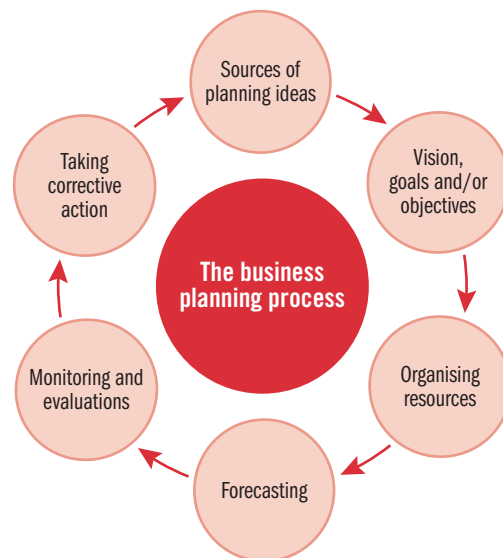 Sources of
planning ideas
Vision,
goals and/or
objectives
Organising
resources
Forecasting
Monitoring and
evaluations
Taking
corrective
action
The business
planning process